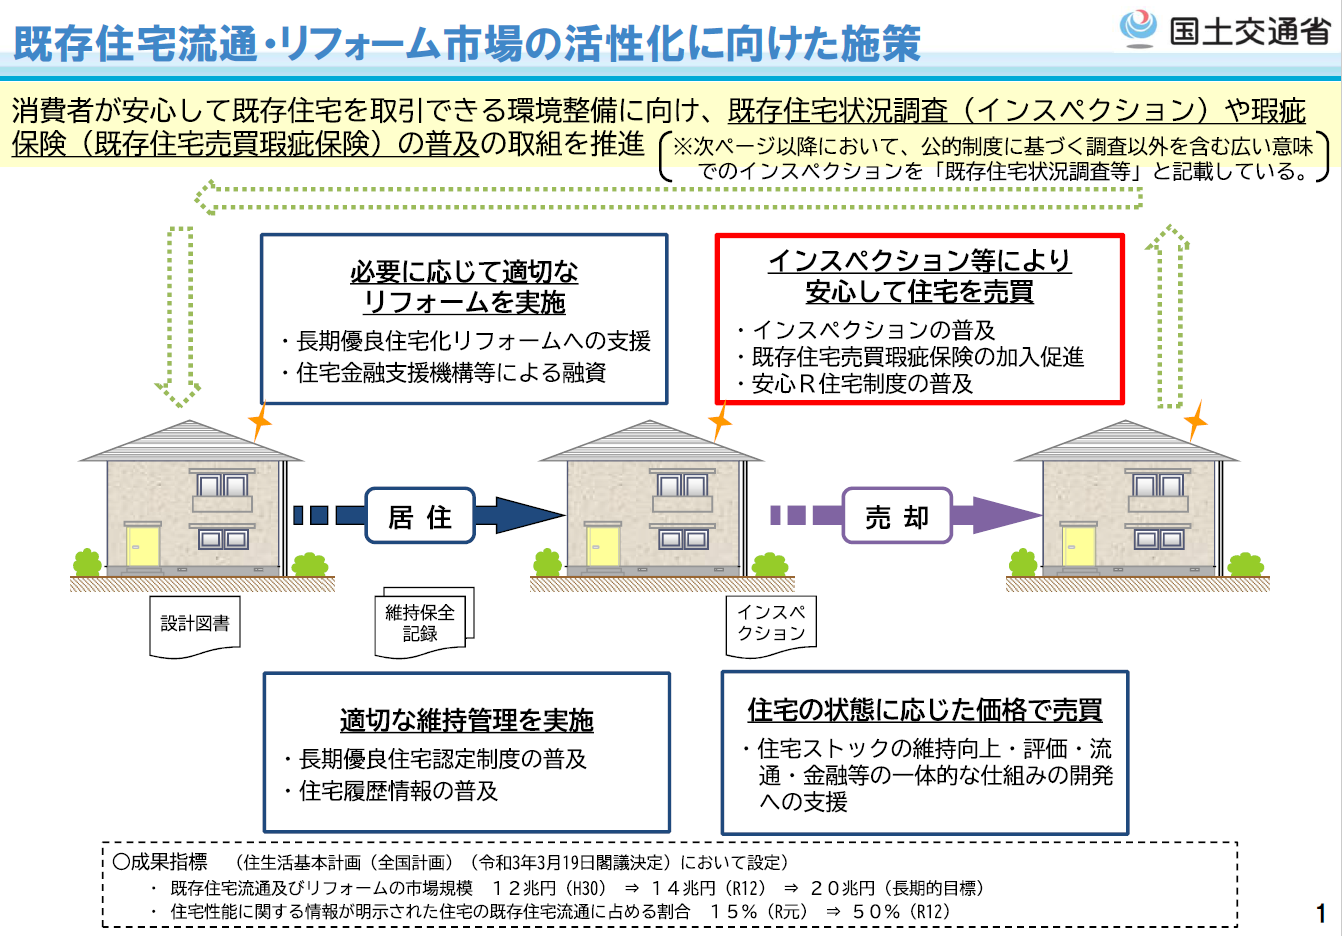 既存住宅流通・リフォーム市場の活性化に向けた施策
国土交通省
消費者が安心して既存住宅を取引できる環境整備に向け、既存住宅状況調査（インスペクション）や瑕疵
保険（既存住宅売買瑕疵保険）の普及の取組を推進
※次ページ以降において、公的制度に基づく調査以外を含む広い意味
でのインスペクションを「既存住宅状況調査等」と記載している。
必要に応じて適切な
リフォームを実施
・長期優良住宅化リフォームへの支援
・住宅金融支援機構等による融資
インスペクション等により
安心して住宅を売買
・インスペクションの普及
・既存住宅売買瑕疵保険の加入促進
・安心Ｒ住宅制度の普及
居 住
売 却
設計図書
維持保全
記録
インスペ
クション
適切な維持管理を実施
・長期優良住宅認定制度の普及
・住宅履歴情報の普及
住宅の状態に応じた価格で売買
・住宅ストックの維持向上・評価・流
通・金融等の一体的な仕組みの開発
への支援
〇成果指標　（住生活基本計画（全国計画）（令和3年3月19日閣議決定）において設定）
・ 既存住宅流通及びリフォームの市場規模　１２兆円（H30） ⇒ １４兆円（R12） ⇒ ２０兆円（長期的目標）
・ 住宅性能に関する情報が明示された住宅の既存住宅流通に占める割合　１５％（R元） ⇒ ５０％（R12）
1